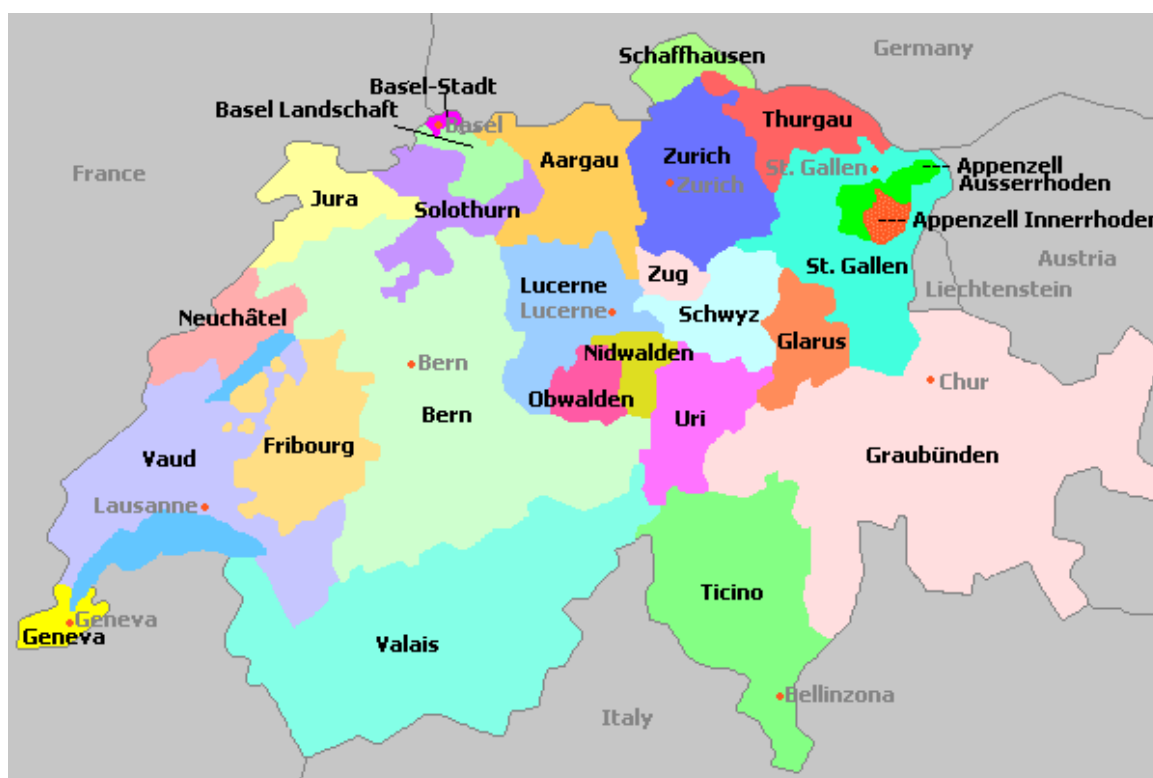 Germany
Schaffhausen
Basel-Stadt
Basel Landschaft
Basel
Thurgau
Aargau
Zurich
Zurich
St. Gallen
Appenzell
Ausserrhoden
France
Jura
Solothurn
Appenzell Innerrhoden
St. Gallen
Austria
Zug
Lucerne
Lucerne
Schwyz
Liechtenstein
Neuchâtel
Glarus
Nidwalden
Bern
Chur
Obwalden
Bern
Uri
Fribourg
Vaud
Graubünden
Lausanne
Ticino
Geneva
Geneva
Valais
Bellinzona
Italy